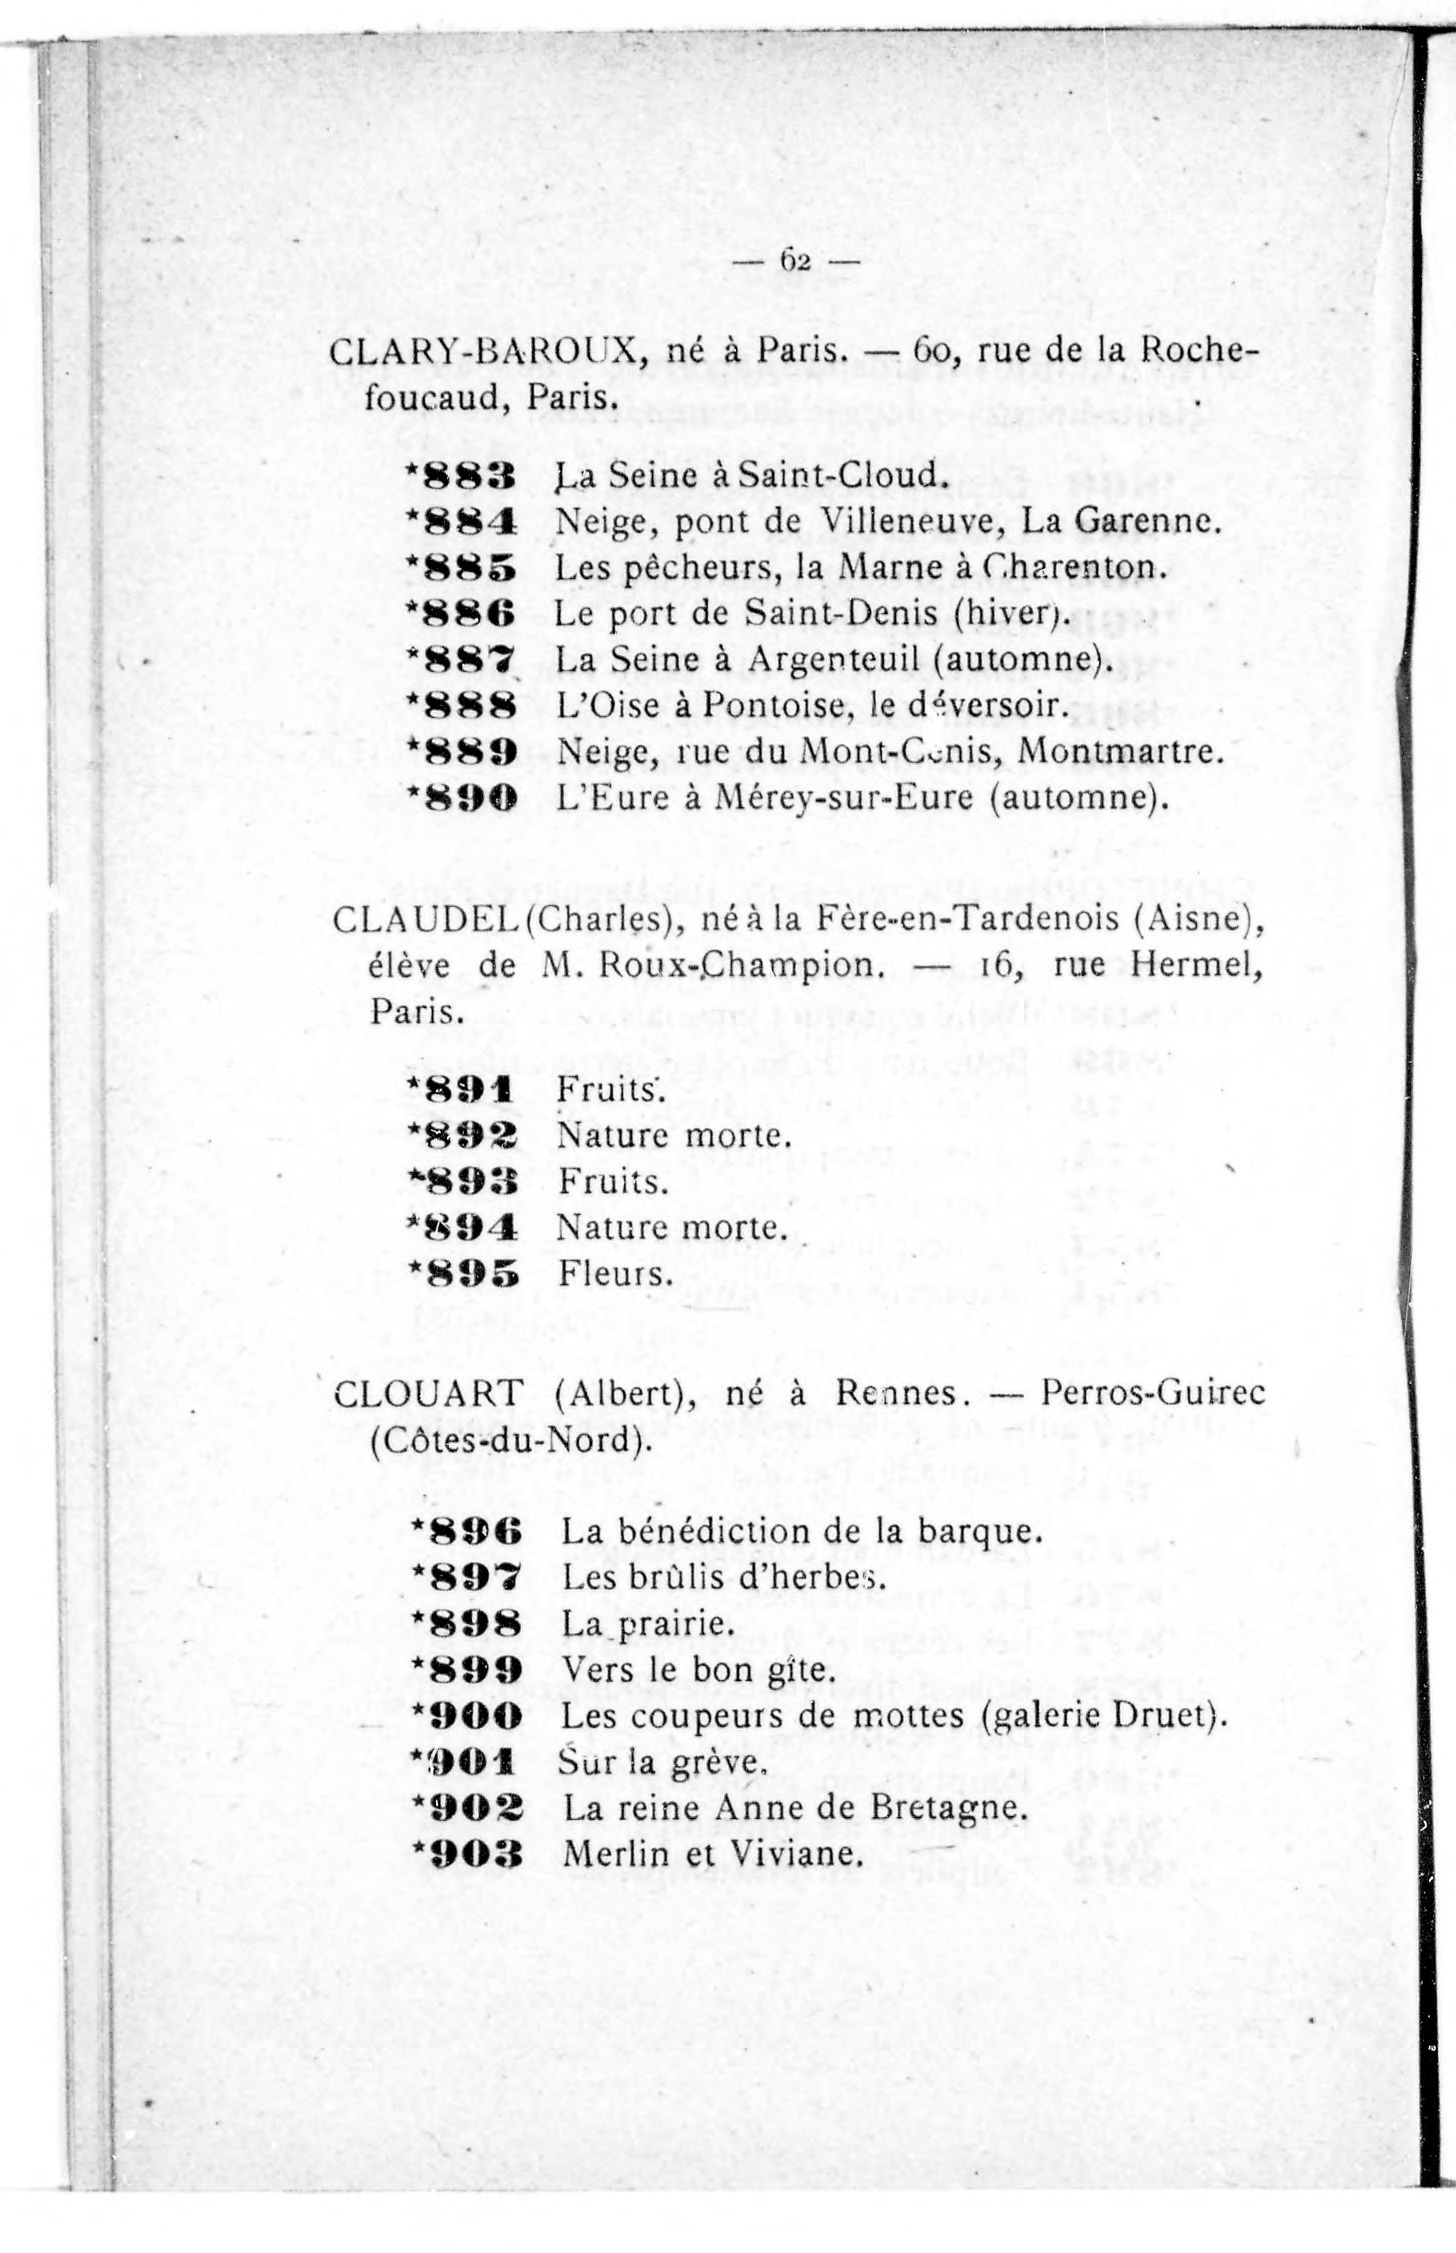 — 62 —
CLARY-BAROUX, né à Paris. — 60, rue de la Roche-
foucaud, Paris.
*883 La Seine à Saint-Cloud.
*884 Neige, pont de Villeneuve, La Garenne.
*885 Les pêcheurs, la Marne à Charenton.
*886 Le port de Saint-Denis (hiver).
*887 La Seine à Argenteuil (automne).
*888 L'Oise à Pontoise, le déversoir.
*889 Neige, rue du Mont-Cenis, Montmartre.
*890 L'Eure à Mérey-sur-Eure (automne).
CLAUDEL (Charles), né à la Fère-en-Tardenois (Aisne),
élève de M. Roux-Champion. — 16, rue Hermel,
Paris.
*891 Fruits.
*892 Nature morte.
*893 Fruits.
*894 Nature morte.
*895 Fleurs.
CLOUART (Albert), né à Rennes. — Perros-Guirec
(Côtes-du-Nord).
*896 La bénédiction de la barque.
*897 Les brûlis d'herbes.
*898 La prairie.
*899 Vers le bon gîte.
*900 Les coupeurs de mottes (galerie Druet).
*901 Sur la grève.
*902 La reine Anne de Bretagne.
*903 Merlin et Viviane.